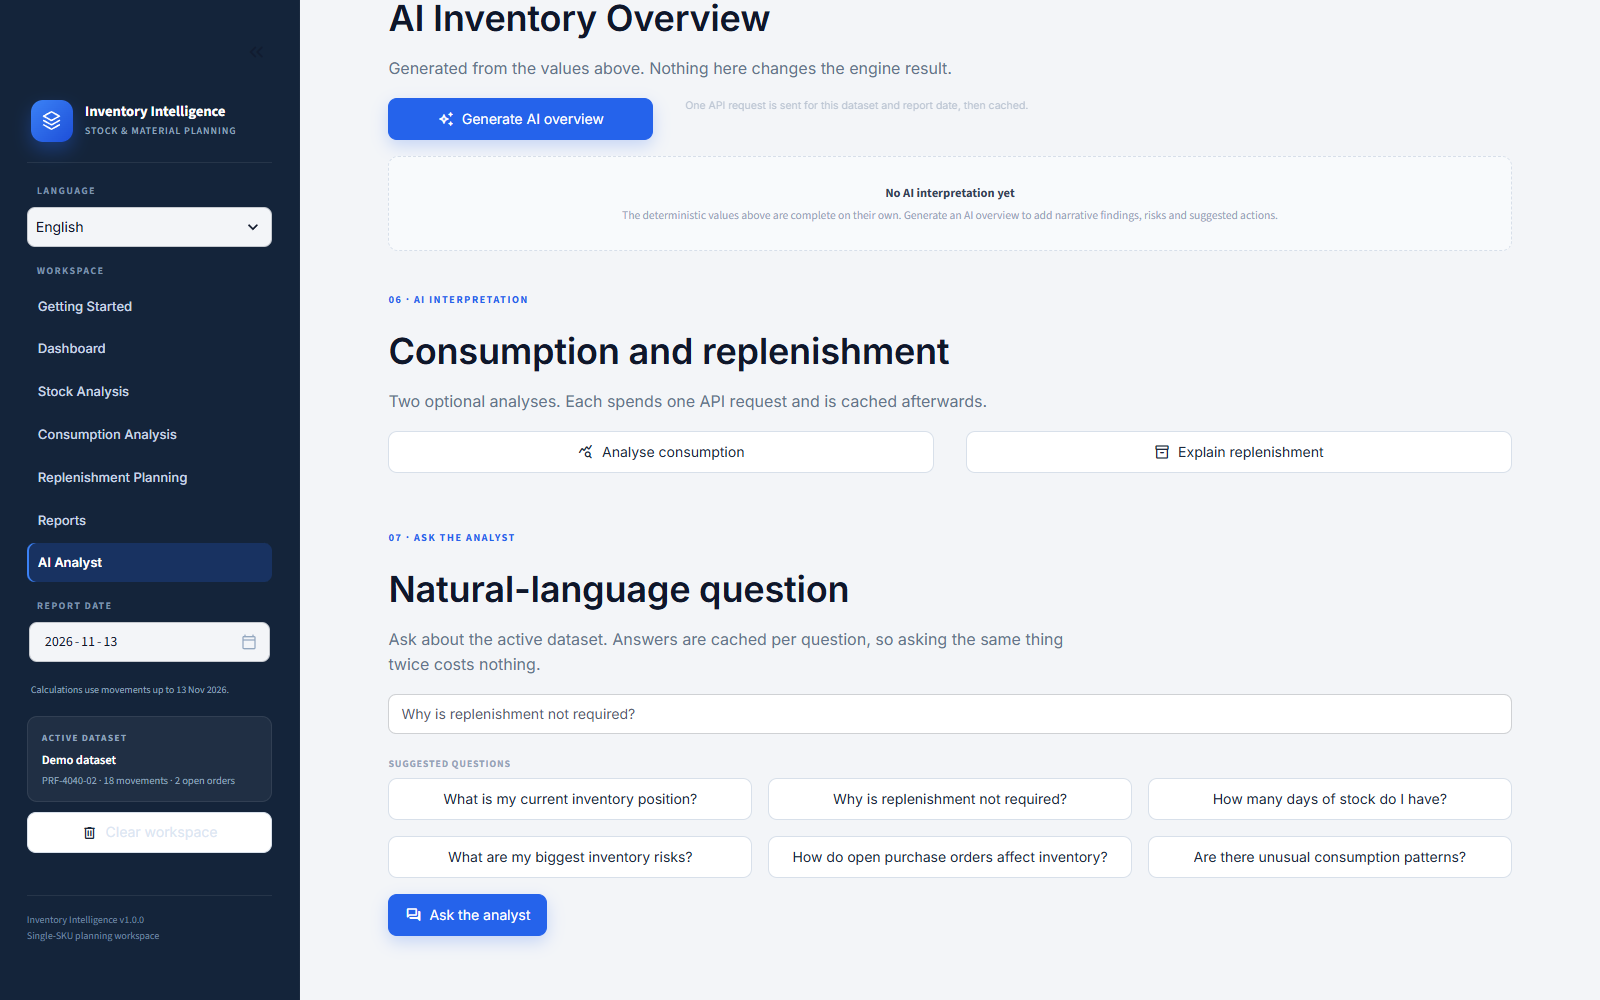 Inventory Intelligence
STOCK & MATERIAL PLANNING
LANGUAGE
English
WORKSPACE
Getting Started
Dashboard
Stock Analysis
Consumption Analysis
Replenishment Planning
Reports
AI Analyst
REPORT DATE
2026-11-13
Calculations use movements up to 13 Nov 2026.
ACTIVE DATASET
Demo dataset
PRF-4040-02 · 18 movements · 2 open orders
Clear workspace
Inventory Intelligence v1.0.0
Single-SKU planning workspace
AI Inventory Overview
Generated from the values above. Nothing here changes the engine result.
Generate AI overview
One API request is sent for this dataset and report date, then cached.
No AI interpretation yet
The deterministic values above are complete on their own. Generate an AI overview to add narrative findings, risks and suggested actions.
06 · AI INTERPRETATION
Consumption and replenishment
Two optional analyses. Each spends one API request and is cached afterwards.
Analyse consumption
Explain replenishment
07 · ASK THE ANALYST
Natural-language question
Ask about the active dataset. Answers are cached per question, so asking the same thing
twice costs nothing.
Why is replenishment not required?
SUGGESTED QUESTIONS
What is my current inventory position?
Why is replenishment not required?
How many days of stock do I have?
What are my biggest inventory risks?
How do open purchase orders affect inventory?
Are there unusual consumption patterns?
Ask the analyst